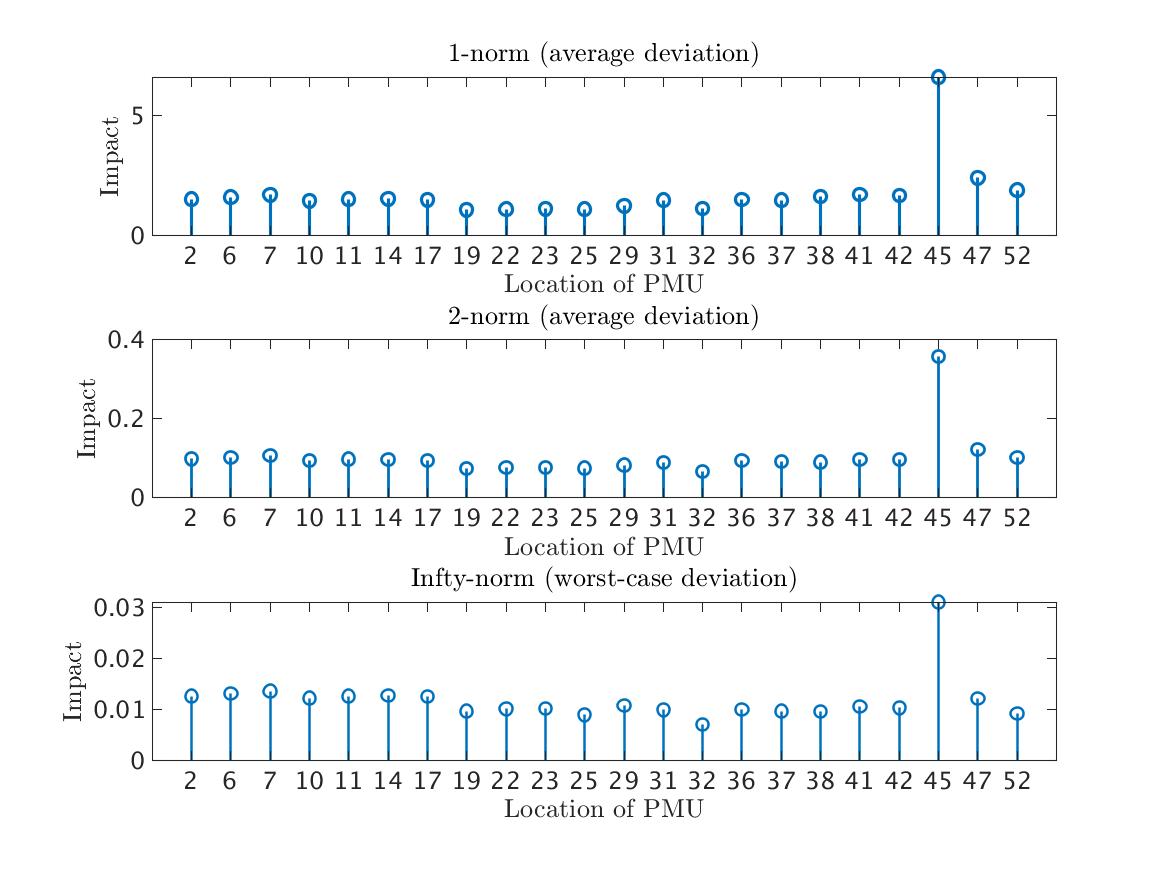 1-norm (average deviation)
Impact
5
0
2 6 7 10 11 14 17 19 22 23 25 29 31 32 36 37 38 41 42 45 47 52
Location of PMU
2-norm (average deviation)
Impact
0.4
0.2
0
2 6 7 10 11 14 17 19 22 23 25 29 31 32 36 37 38 41 42 45 47 52
Location of PMU
Infty-norm (worst-case deviation)
Impact
0.03
0.02
0.01
0
2 6 7 10 11 14 17 19 22 23 25 29 31 32 36 37 38 41 42 45 47 52
Location of PMU